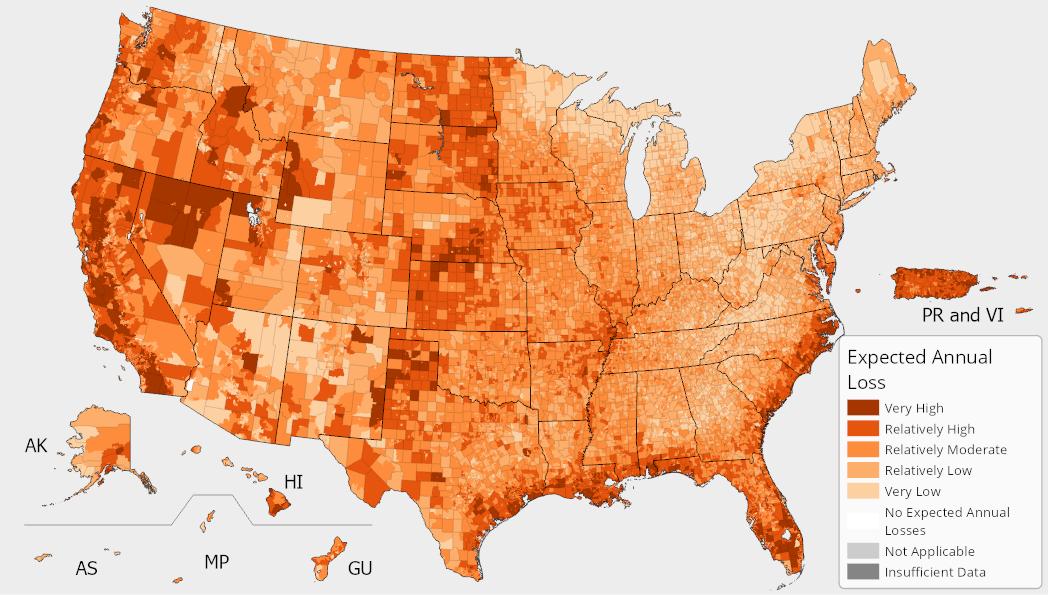 PR and VI
Expected Annual
Loss
Very High
Relatively High
Relatively Moderate
Relatively Low
Very Low
No Expected Annual
Losses
Not Applicable
Insufficient Data
AK
HI
MP
AS
GU